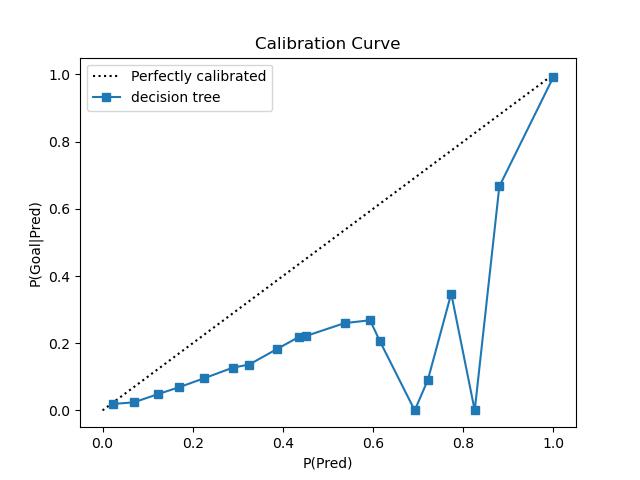 Calibration Curve
Perfectly calibrated
decision tree
P(Goal|Pred)
1.0
0.8
0.6
0.4
0.2
0.0
0.0 0.2 0.4 0.6 0.8 1.0
P(Pred)